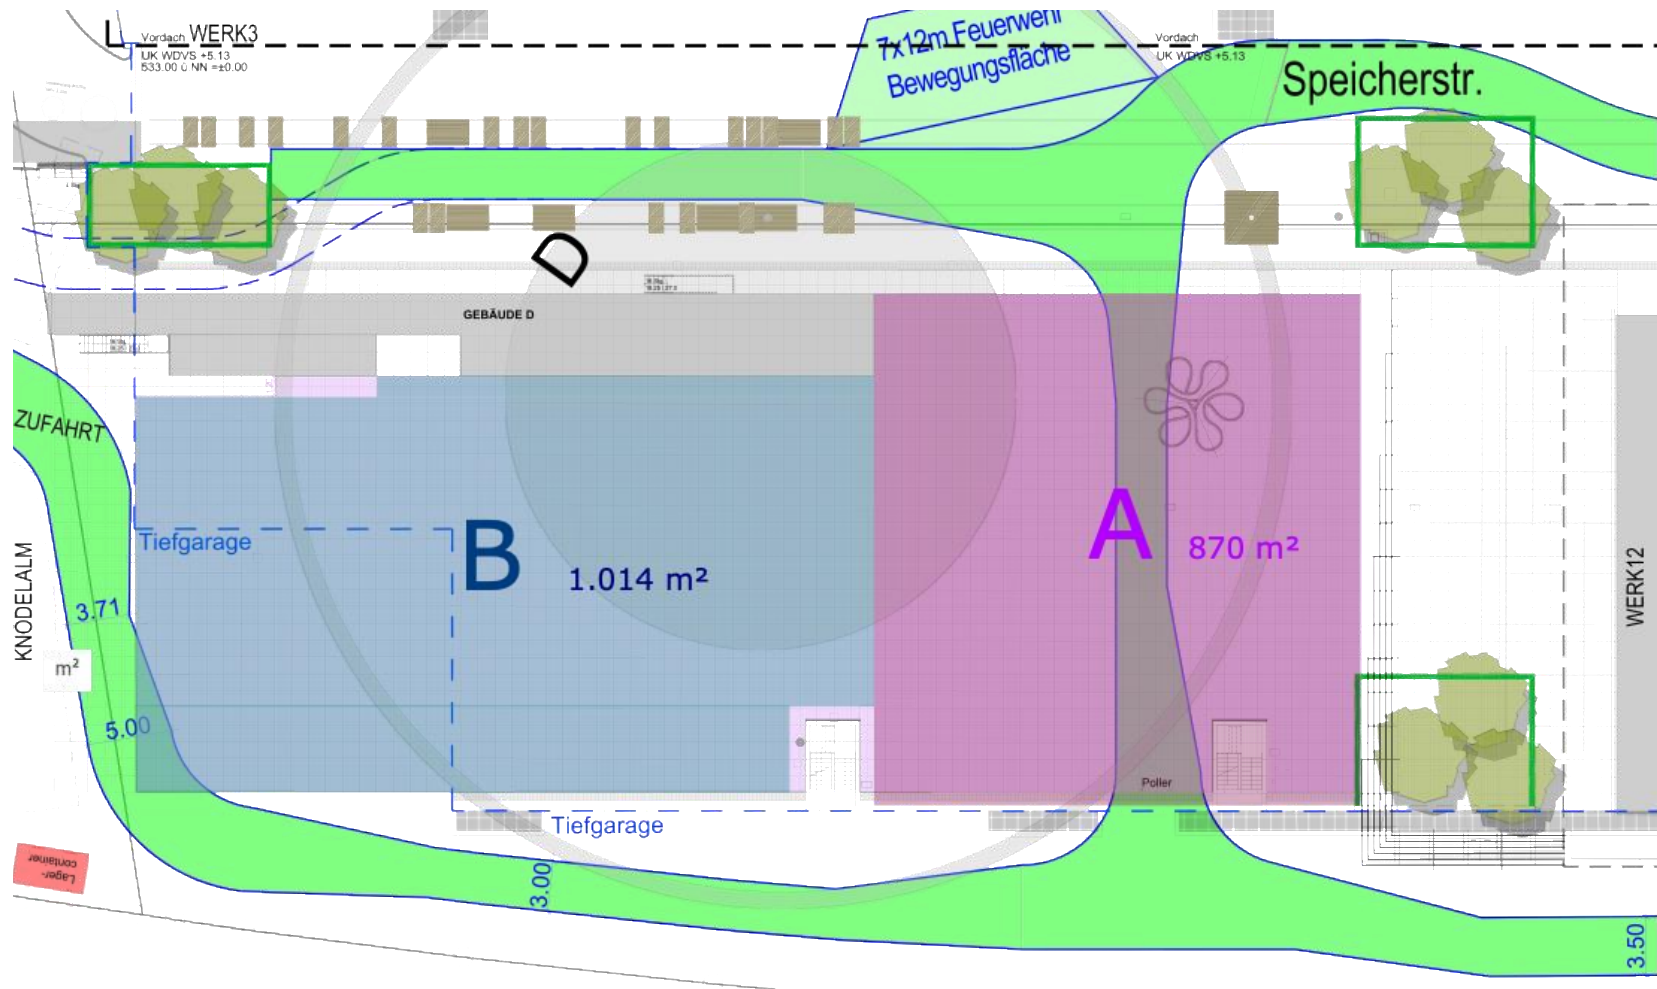 L
Vordach WERK3
UK WDVS +5.13
533.00 ü NN =±0.00
7x12m Feuerwehr
Bewegungsfläche
Vordach
UK WDVS +5.13
Speicherstr.
D
GEBÄUDE D
ZUFAHRT
Tiefgarage
B
1.014 m²
A
870 m²
KNODELALM
3.71
m²
5.00
WERK12
Poller
Tiefgarage
Lager-
container
3.00
3.50